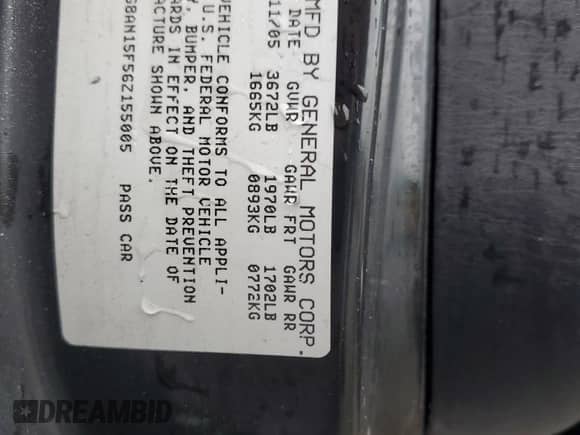 MFD BY GENERAL MOTORS CORP.
DATE GVWR GAWR FRT GAWR RR
11/05 3672LB 1970LB 1702LB
1665KG 0893KG 0772KG
VEHICLE CONFORMS TO ALL APPLI-
U.S. FEDERAL MOTOR VEHICLE
Y, BUMPER, AND THEFT PREVENTION
ARDS IN EFFECT ON THE DATE OF
FACTURE SHOWN ABOVE.
G8AN15F56Z155005 PASS CAR
DREAMBID